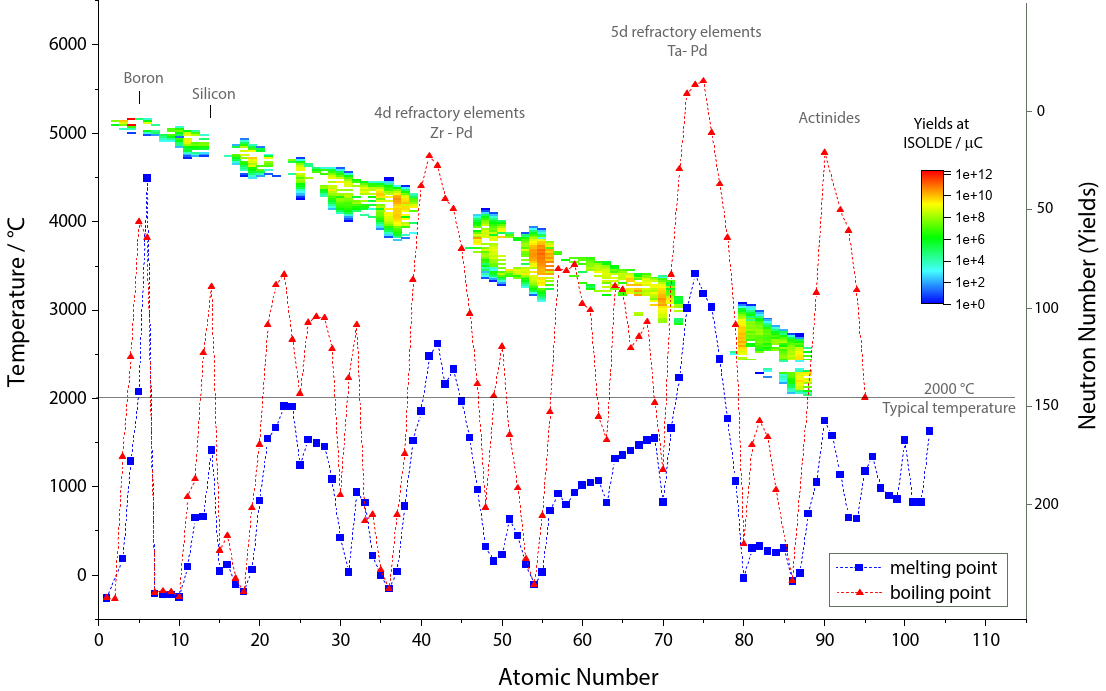 6000
5000
4000
3000
2000
1000
0
Temperature / °C
Boron
Silicon
4d refractory elements
Zr - Pd
5d refractory elements
Ta- Pd
Actinides
Yields at
ISOLDE / µC
1e+12
1e+10
1e+8
1e+6
1e+4
1e+2
1e+0
2000 °C
Typical temperature
melting point
boiling point
0
50
100
150
200
Neutron Number (Yields)
0 10 20 30 40 50 60 70 80 90 100 110
Atomic Number